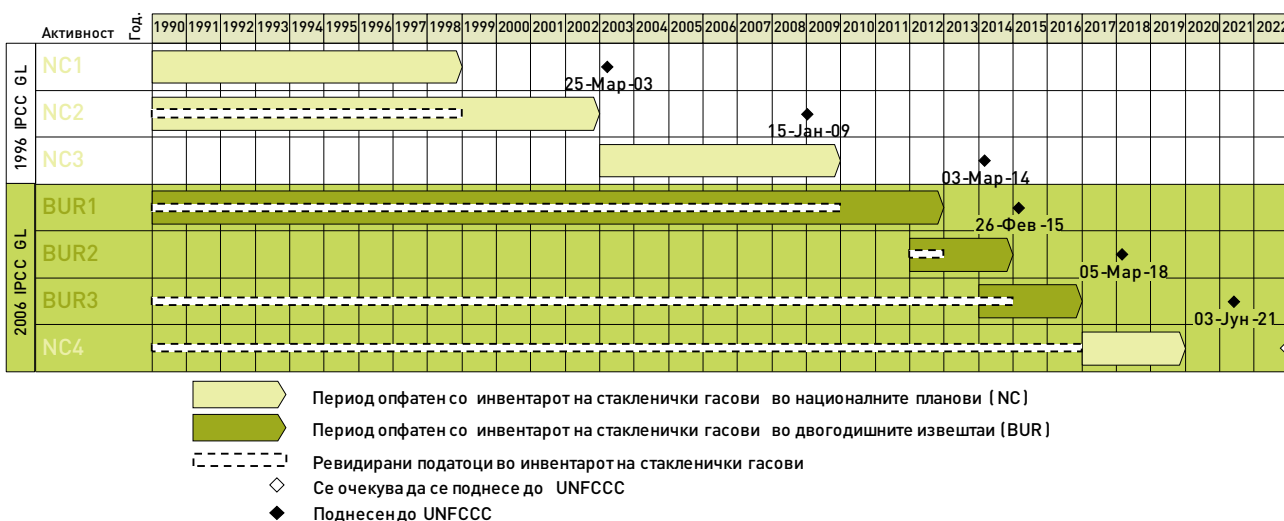 Активност Год. 1990 1991 1992 1993 1994 1995 1996 1997 1998 1999 2000 2001 2002 2003 2004 2005 2006 2007 2008 2009 2010 2011 2012 2013 2014 2015 2016 2017 2018 2019 2020 2021 2022
1996 IPCC GL
NC1
25-Мар-03
NC2
15-Јан-09
NC3
03-Мар-14
2006 IPCC GL
BUR1
26-Фев-15
BUR2
05-Мар-18
BUR3
03-Јун-21
NC4
Период опфатен со инвентарот на стакленички гасови во националните планови (NC)
Период опфатен со инвентарот на стакленички гасови во двогодишните извештаи (BUR)
Ревидирани податоци во инвентарот на стакленички гасови
Се очекува да се поднесе до UNFCCC
Поднесен до UNFCCC